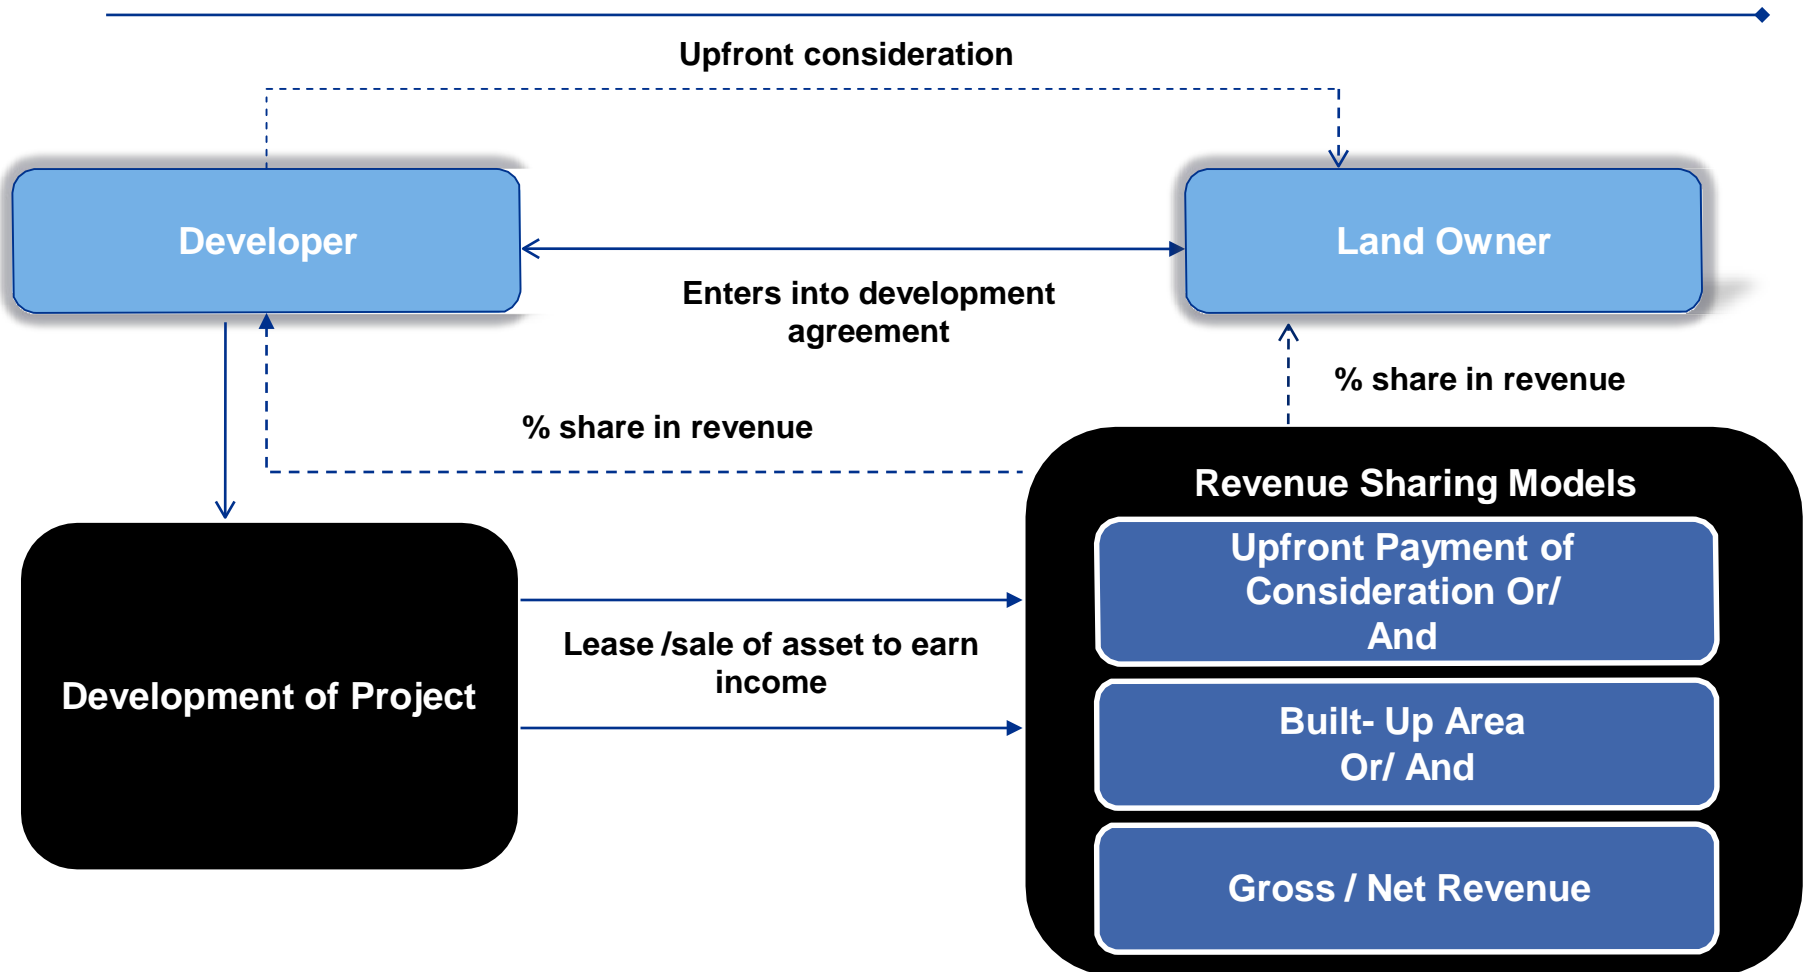 Upfront consideration
Developer
Land Owner
Enters into development
agreement
% share in revenue
% share in revenue
Revenue Sharing Models
Upfront Payment of
Consideration Or/
And
Development of Project
Lease /sale of asset to earn
income
Built- Up Area
Or/ And
Gross / Net Revenue